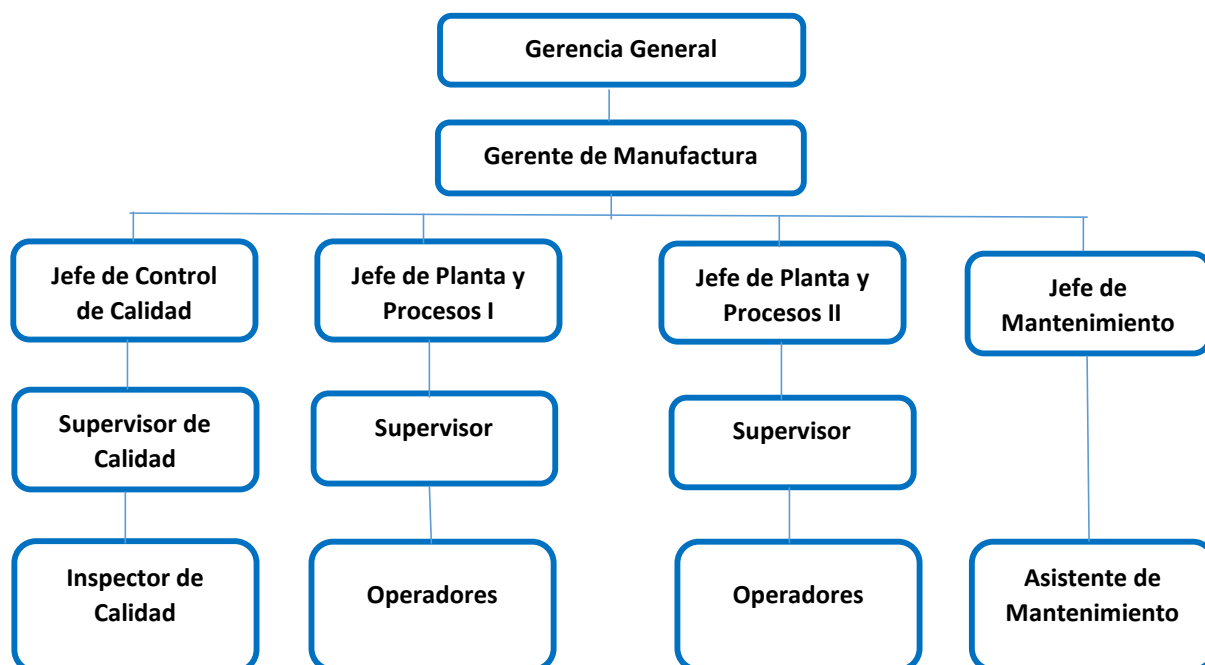 Gerencia General
Gerente de Manufactura
Jefe de Control
de Calidad
Jefe de Planta y
Procesos I
Jefe de Planta y
Procesos II
Jefe de
Mantenimiento
Supervisor de
Calidad
Supervisor
Supervisor
Inspector de
Calidad
Operadores
Operadores
Asistente de
Mantenimiento